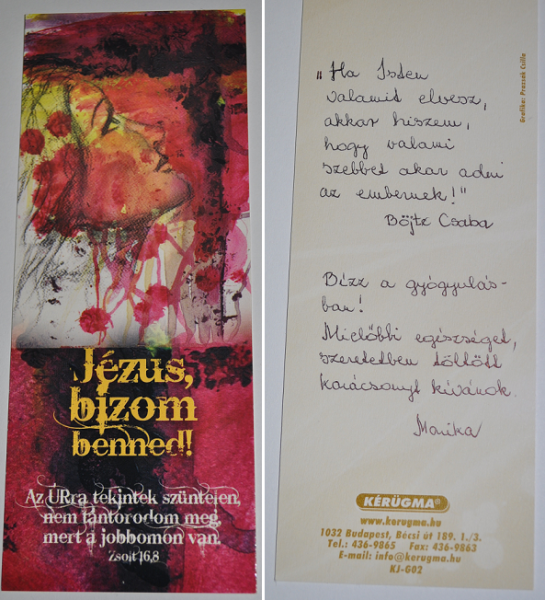 Jézus,
bízom
benned!
Az ÚRra tekintek szüntelen,
nem tántorodom meg,
mert a jobbomon van.
Zsolt 16,8
Grafika: Prazsák Csilla
„Ha Isten
valamit elvesz,
akkor hiszem,
hogy valami
szebbet akar adni
az embernek!"
Böjte Csaba
Bízz a gyógyulás-
ban!
Mielőbbi egészséget,
szeretetben töltött
karácsonyt kívánok.
Monika
KÉRÜGMA®
www.kerugma.hu
1032 Budapest, Bécsi út 189. I./3.
Tel.: 436-9865 Fax: 436-9863
E-mail: info@kerugma.hu
KJ-G02